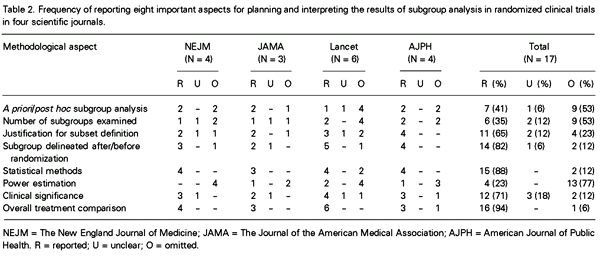 Table 2. Frequency of reporting eight important aspects for planning and interpreting the results of subgroup analysis in randomized clinical trials
in four scientific journals.
Methodological aspect NEJM JAMA Lancet AJPH Total
(N = 4) (N = 3) (N = 6) (N = 4) (N = 17)
R U O R U O R U O R U O R (%) U (%) O (%)
A priori/post hoc subgroup analysis 2 – 2 2 – 1 1 1 4 2 – 2 7 (41) 1 (6) 9 (53)
Number of subgroups examined 1 1 2 1 1 1 2 – 4 2 – 2 6 (35) 2 (12) 9 (53)
Justification for subset definition 2 1 1 2 – 1 3 1 2 4 – – 11 (65) 2 (12) 4 (23)
Subgroup delineated after/before 3 – 1 2 1 – 5 – 1 4 – – 14 (82) 1 (6) 2 (12)
randomization
Statistical methods 4 – – 3 – – 4 – 2 4 – – 15 (88) – 2 (12)
Power estimation – – 4 1 – 2 2 – 4 1 – 3 4 (23) – 13 (77)
Clinical significance 3 1 – 2 1 – 4 1 1 3 – 1 12 (71) 3 (18) 2 (12)
Overall treatment comparison 4 – – 3 – – 6 – – 3 – 1 16 (94) – 1 (6)
NEJM = The New England Journal of Medicine; JAMA = The Journal of the American Medical Association; AJPH = American Journal of Public
Health. R = reported; U = unclear; O = omitted.